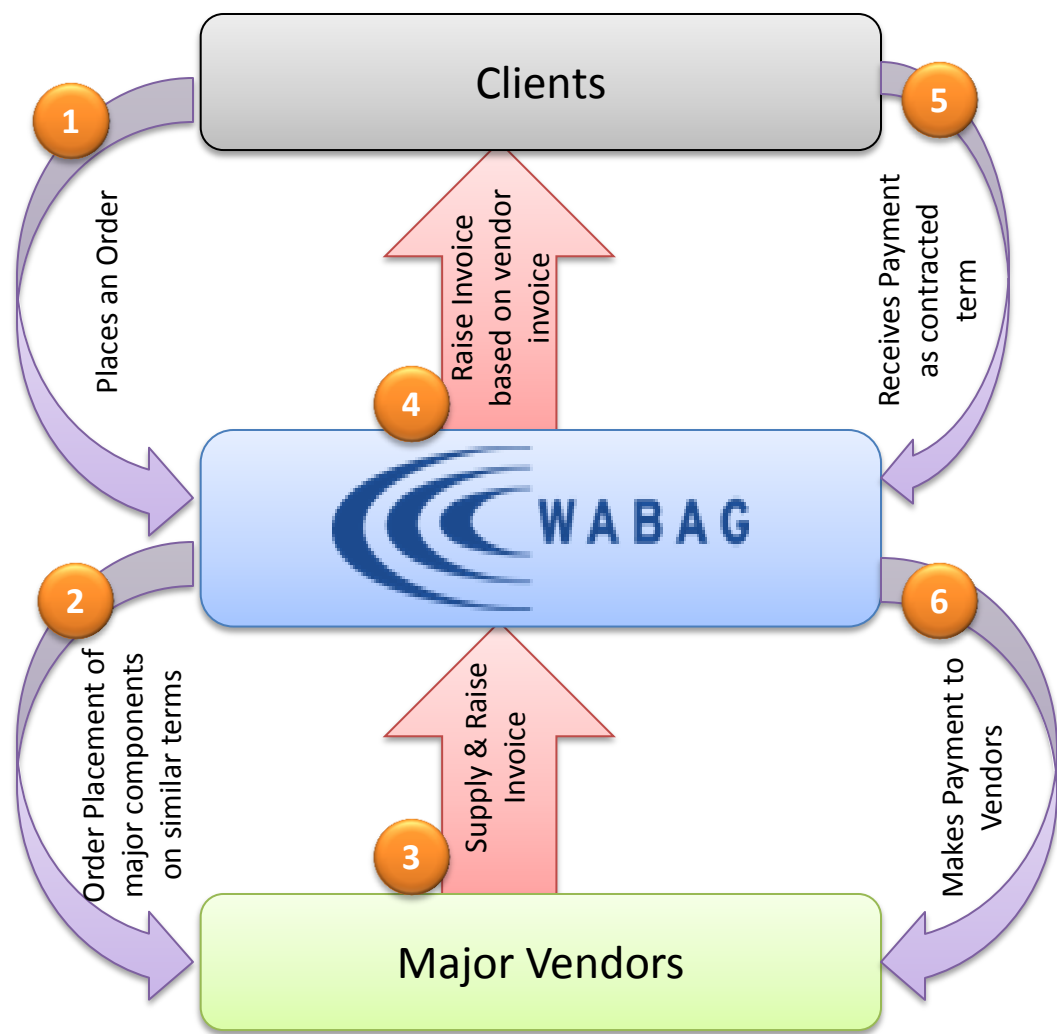 Clients
1
Places an Order
5
Receives Payment
as contracted
term
Raise Invoice
based on vendor
invoice
4
WABAG
2
Order Placement of
major components
on similar terms
6
Makes Payment to
Vendors
Supply & Raise
Invoice
3
Major Vendors